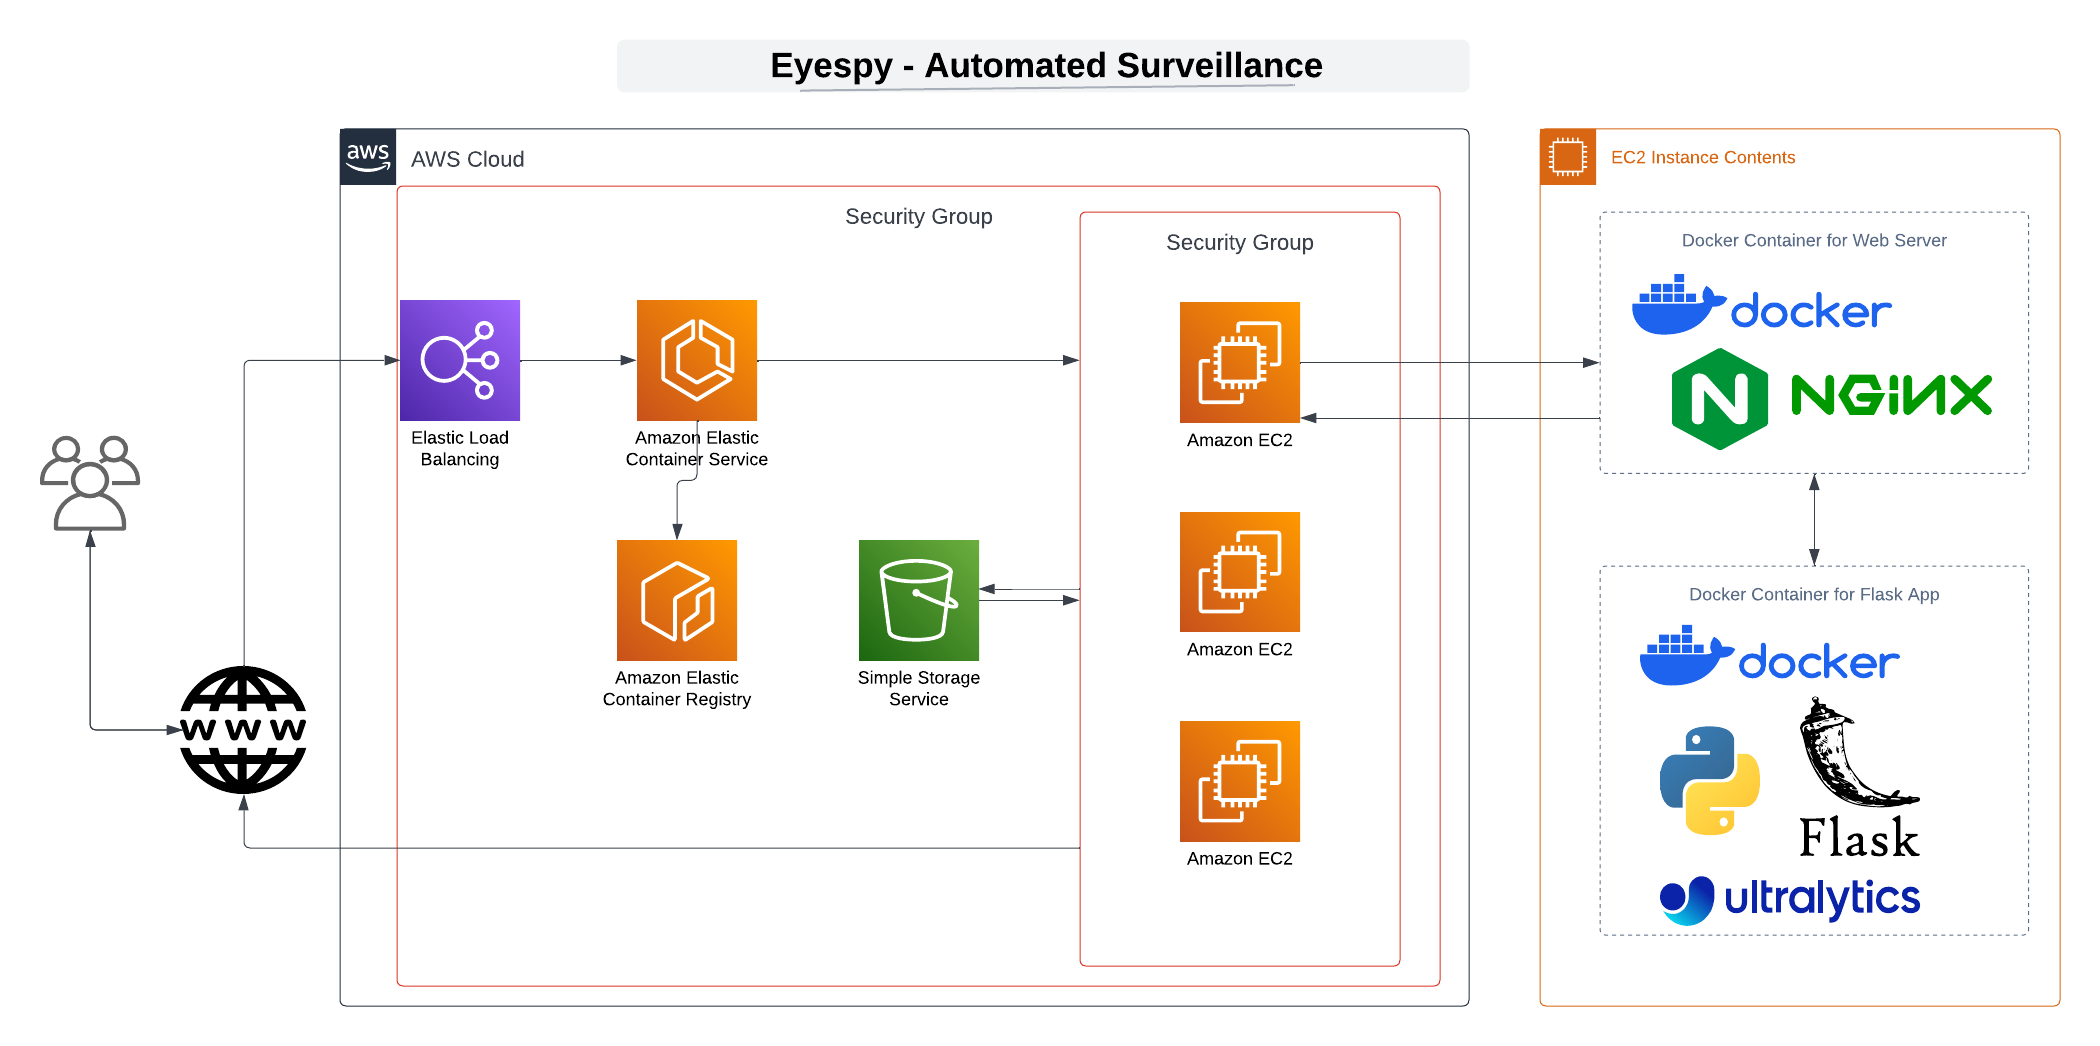 Eyespy - Automated Surveillance
aws
AWS Cloud
Security Group
Security Group
Elastic Load
Balancing
Amazon Elastic
Container Service
Amazon EC2
Amazon EC2
Amazon Elastic
Container Registry
Simple Storage
Service
Amazon EC2
www
EC2 Instance Contents
Docker Container for Web Server
docker
N NGINX
Docker Container for Flask App
docker
Flask
ultralytics